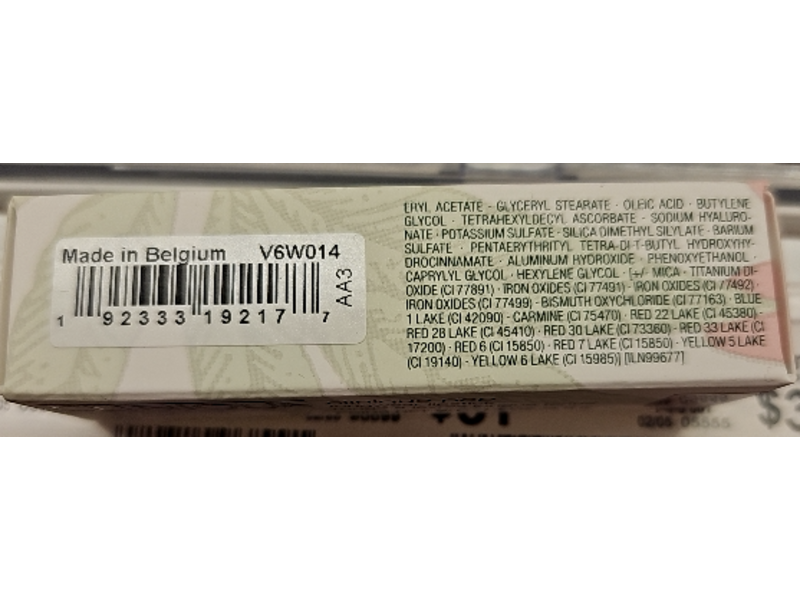 Made in Belgium V6W014
AA3
1 92333 19217 7
ERYL ACETATE · GLYCERYL STEARATE · OLEIC ACID · BUTYLENE
GLYCOL · TETRAHEXYLDECYL ASCORBATE · SODIUM HYALURO-
NATE · POTASSIUM SULFATE · SILICA DIMETHYL SILYLATE · BARIUM
SULFATE · PENTAERYTHRITYL TETRA-DI-T-BUTYL HYDROXYHY-
DROCINNAMATE · ALUMINUM HYDROXIDE · PHENOXYETHANOL ·
CAPRYLYL GLYCOL · HEXYLENE GLYCOL · [+/- MICA · TITANIUM DI-
OXIDE (CI 77891) · IRON OXIDES (CI 77491) · IRON OXIDES (CI 77492) ·
IRON OXIDES (CI 77499) · BISMUTH OXYCHLORIDE (CI 77163) · BLUE
1 LAKE (CI 42090) · CARMINE (CI 75470) · RED 22 LAKE (CI 45380) ·
RED 28 LAKE (CI 45410) · RED 30 LAKE (CI 73360) · RED 33 LAKE (CI
17200) · RED 6 (CI 15850) · RED 7 LAKE (CI 15850) · YELLOW 5 LAKE
(CI 19140) · YELLOW 6 LAKE (CI 15985)] [ILN99677]
02/05 05555
$3